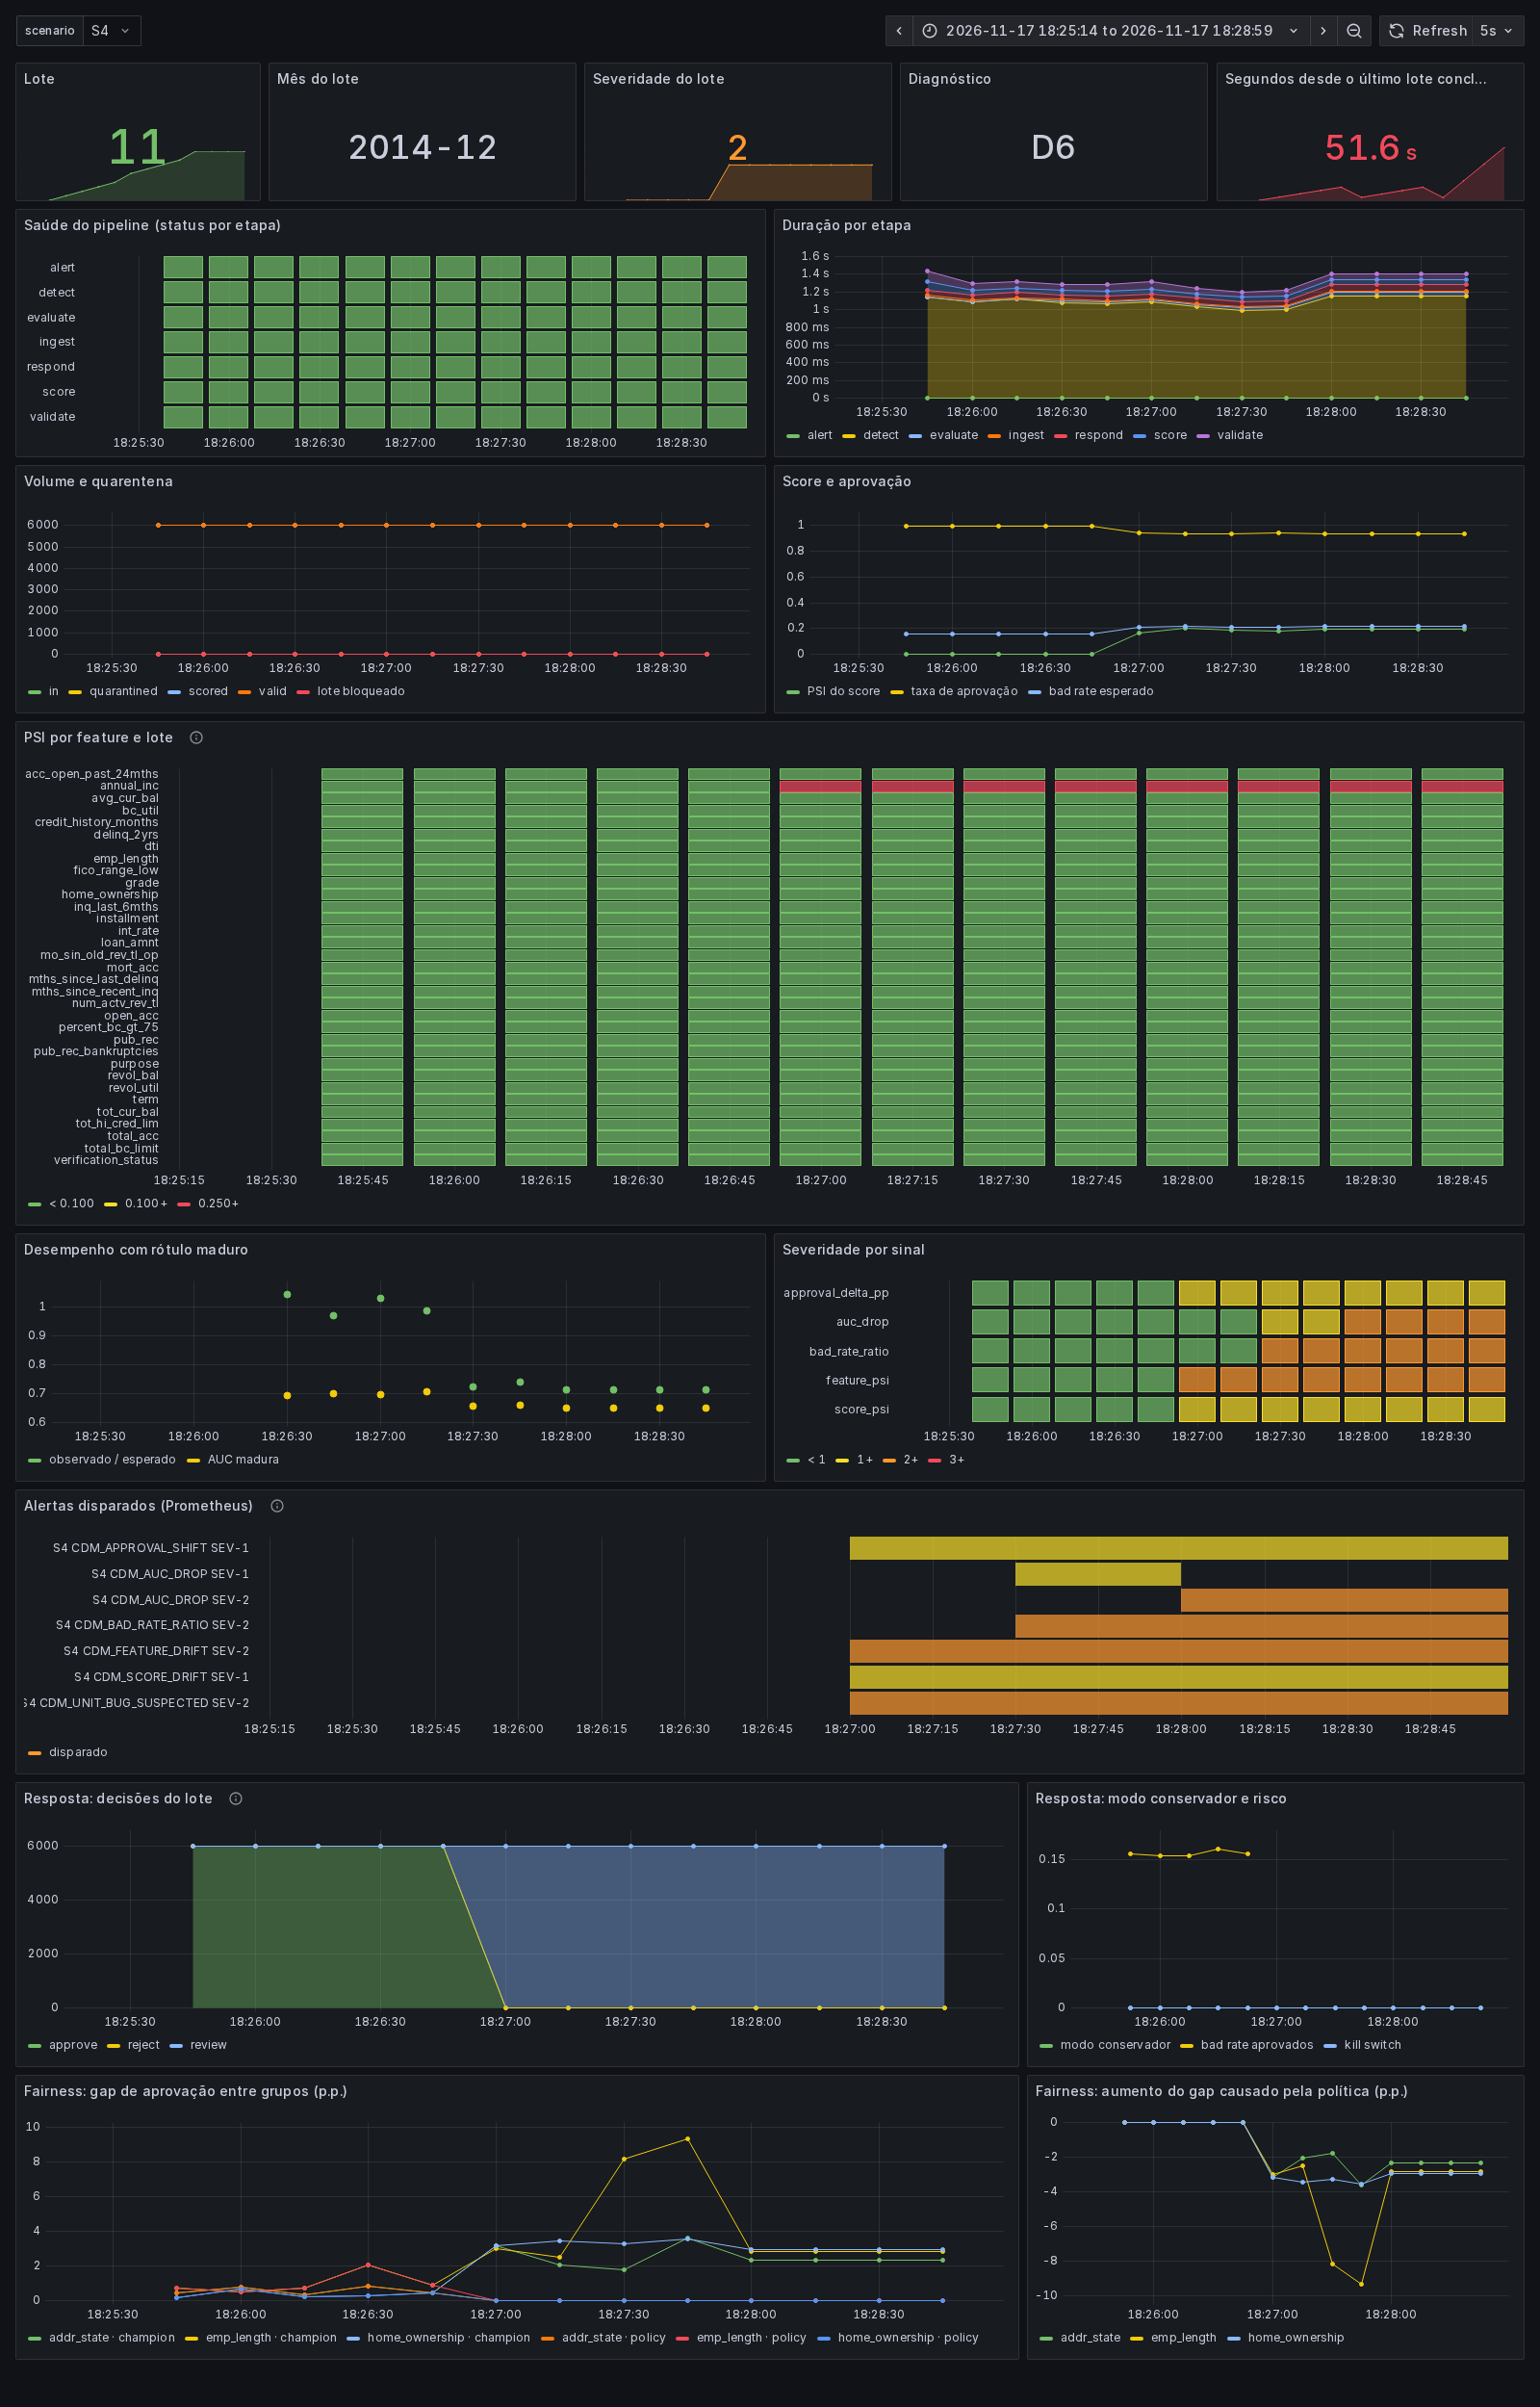 scenario S4
2026-11-17 18:25:14 to 2026-11-17 18:28:59 Refresh 5s
Lote
11
Mês do lote
2014-12
Severidade do lote
2
Diagnóstico
D6
Segundos desde o último lote concl...
51.6 s
Saúde do pipeline (status por etapa)
alert
detect
evaluate
ingest
respond
score
validate
18:25:30 18:26:00 18:26:30 18:27:00 18:27:30 18:28:00 18:28:30
Duração por etapa
1.6 s
1.4 s
1.2 s
1 s
800 ms
600 ms
400 ms
200 ms
0 s
18:25:30 18:26:00 18:26:30 18:27:00 18:27:30 18:28:00 18:28:30
alert detect evaluate ingest respond score validate
Volume e quarentena
6000
5000
4000
3000
2000
1000
0
18:25:30 18:26:00 18:26:30 18:27:00 18:27:30 18:28:00 18:28:30
in quarantined scored valid lote bloqueado
Score e aprovação
1
0.8
0.6
0.4
0.2
0
18:25:30 18:26:00 18:26:30 18:27:00 18:27:30 18:28:00 18:28:30
PSI do score taxa de aprovação bad rate esperado
PSI por feature e lote
acc_open_past_24mths
annual_inc
avg_cur_bal
bc_util
credit_history_months
delinq_2yrs
dti
emp_length
fico_range_low
grade
home_ownership
inq_last_6mths
installment
int_rate
loan_amnt
mo_sin_old_rev_tl_op
mort_acc
mths_since_last_delinq
mths_since_recent_inq
num_actv_rev_tl
open_acc
percent_bc_gt_75
pub_rec
pub_rec_bankruptcies
purpose
revol_bal
revol_util
term
tot_cur_bal
tot_hi_cred_lim
total_acc
total_bc_limit
verification_status
18:25:15 18:25:30 18:25:45 18:26:00 18:26:15 18:26:30 18:26:45 18:27:00 18:27:15 18:27:30 18:27:45 18:28:00 18:28:15 18:28:30 18:28:45
< 0.100 0.100+ 0.250+
Desempenho com rótulo maduro
1
0.9
0.8
0.7
0.6
18:25:30 18:26:00 18:26:30 18:27:00 18:27:30 18:28:00 18:28:30
observado / esperado AUC madura
Severidade por sinal
approval_delta_pp
auc_drop
bad_rate_ratio
feature_psi
score_psi
18:25:30 18:26:00 18:26:30 18:27:00 18:27:30 18:28:00 18:28:30
< 1 1+ 2+ 3+
Alertas disparados (Prometheus)
S4 CDM_APPROVAL_SHIFT SEV-1
S4 CDM_AUC_DROP SEV-1
S4 CDM_AUC_DROP SEV-2
S4 CDM_BAD_RATE_RATIO SEV-2
S4 CDM_FEATURE_DRIFT SEV-2
S4 CDM_SCORE_DRIFT SEV-1
S4 CDM_UNIT_BUG_SUSPECTED SEV-2
18:25:15 18:25:30 18:25:45 18:26:00 18:26:15 18:26:30 18:26:45 18:27:00 18:27:15 18:27:30 18:27:45 18:28:00 18:28:15 18:28:30 18:28:45
disparado
Resposta: decisões do lote
6000
4000
2000
0
18:25:30 18:26:00 18:26:30 18:27:00 18:27:30 18:28:00 18:28:30
approve reject review
Resposta: modo conservador e risco
0.15
0.1
0.05
0
18:26:00 18:27:00 18:28:00
modo conservador bad rate aprovados kill switch
Fairness: gap de aprovação entre grupos (p.p.)
10
8
6
4
2
0
18:25:30 18:26:00 18:26:30 18:27:00 18:27:30 18:28:00 18:28:30
addr_state · champion emp_length · champion home_ownership · champion addr_state · policy emp_length · policy home_ownership · policy
Fairness: aumento do gap causado pela política (p.p.)
0
-2
-4
-6
-8
-10
18:26:00 18:27:00 18:28:00
addr_state emp_length home_ownership